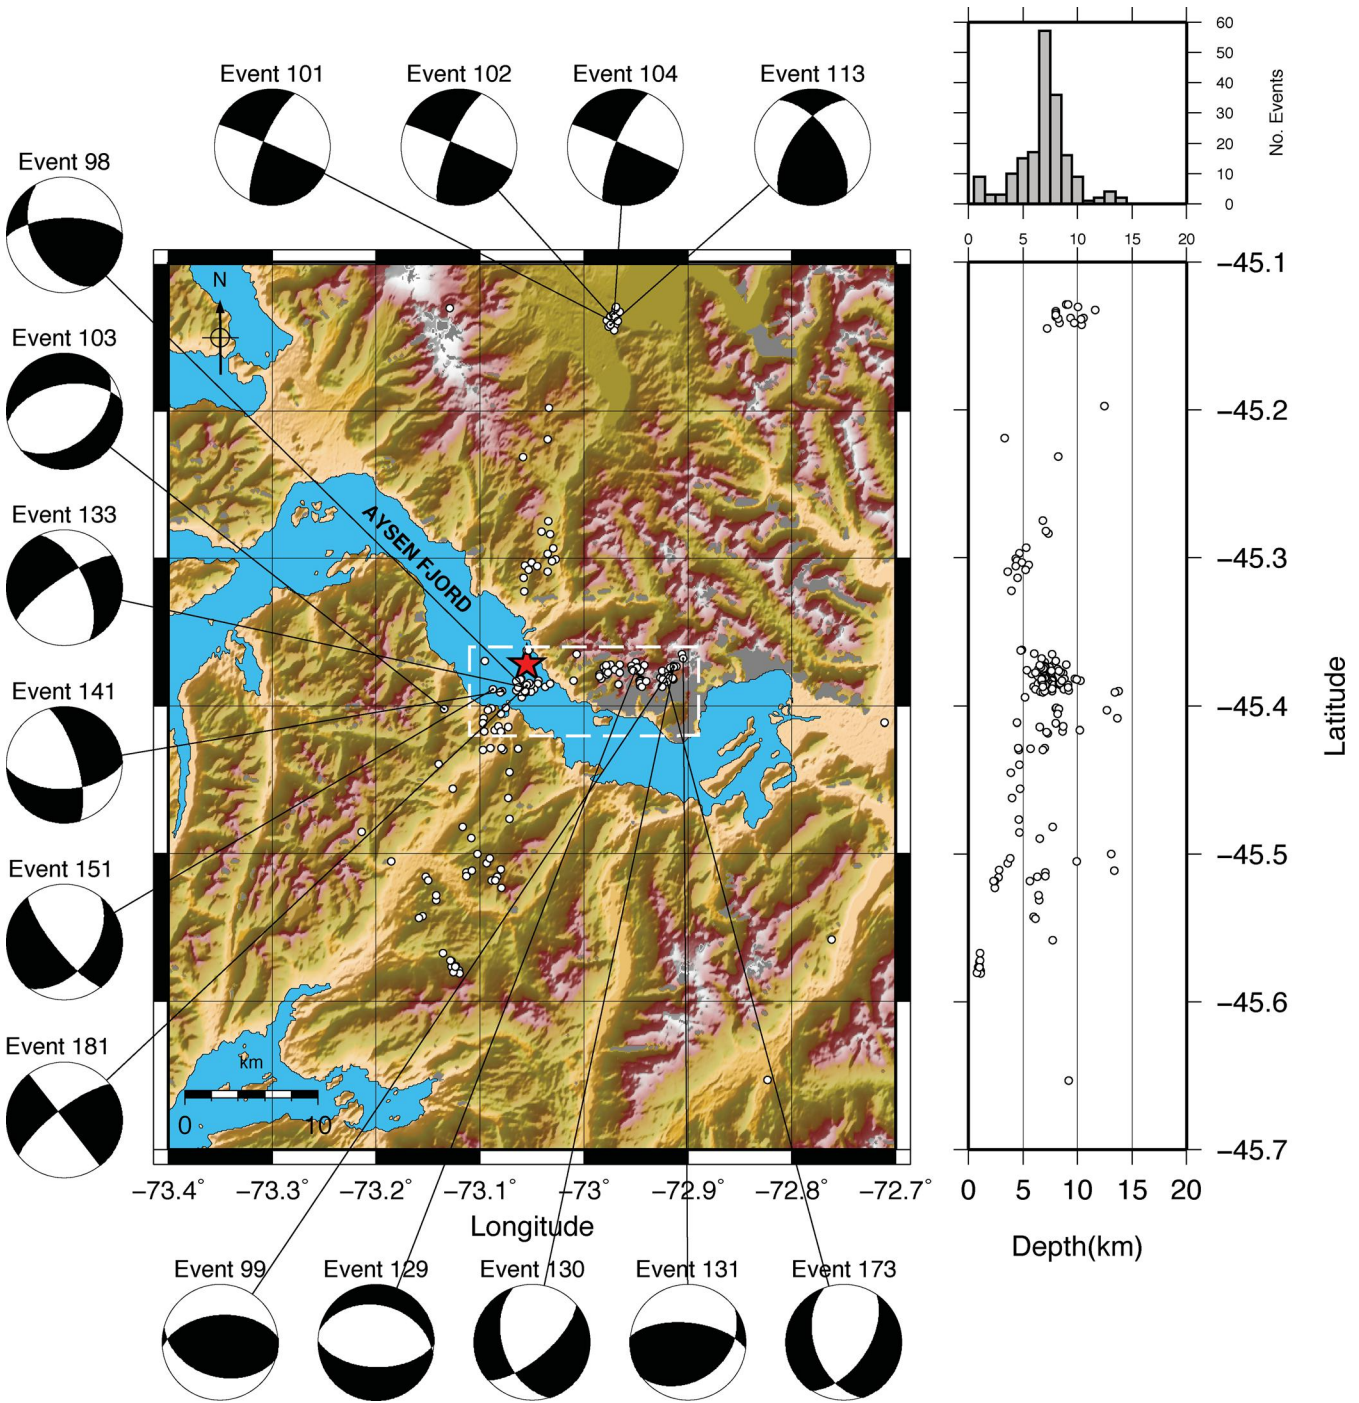 Event 101
Event 102
Event 104
Event 113
Event 98
Event 103
Event 133
Event 141
Event 151
Event 181
N
AYSEN FJORD
km
0
10
−73.4˚
−73.3˚
−73.2˚
−73.1˚
−73˚
−72.9˚
−72.8˚
−72.7˚
Longitude
Event 99
Event 129
Event 130
Event 131
Event 173
60
50
40
30
20
10
0
No. Events
0
5
10
15
20
−45.1
−45.2
−45.3
−45.4
−45.5
−45.6
−45.7
Latitude
0
5
10
15
20
Depth(km)